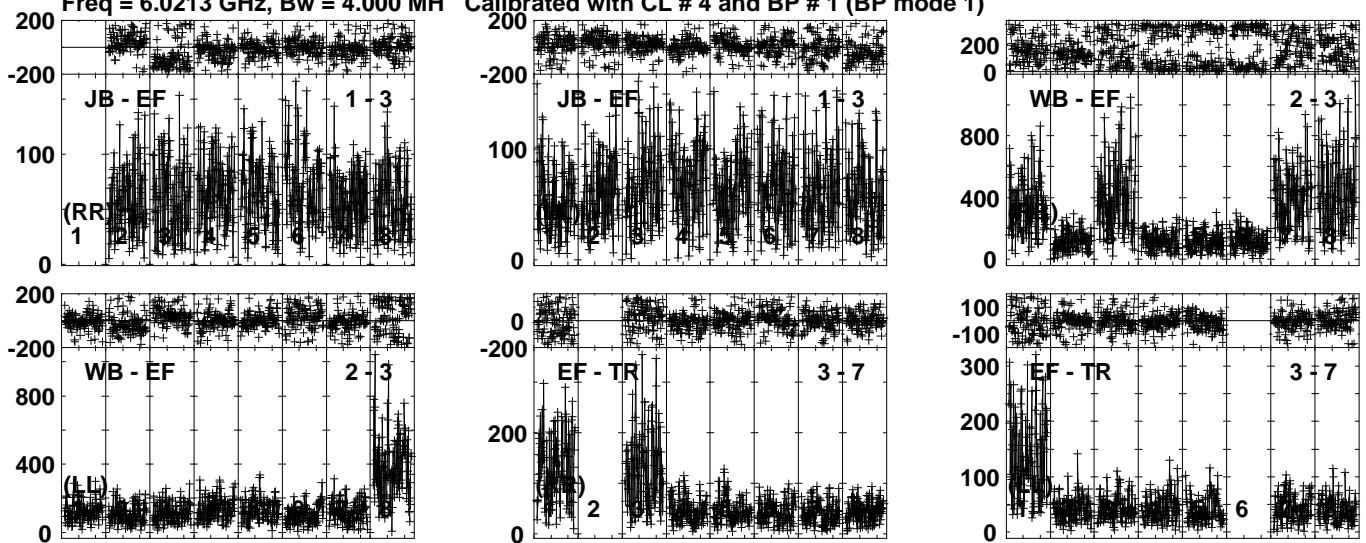 Freq = 6.0213 GHz, Bw = 4.000 MH Calibrated with CL # 4 and BP # 1 (BP mode 1)
200
-200
JB - EF 1 - 3
100
(RR)
1 2 3 4 5 6 7 8
0
200
-200
JB - EF 1 - 3
100
2 3 4 5 6 7 8
0
200
0
WB - EF 2 - 3
800
400
0
200
-200
WB - EF 2 - 3
800
400
(LL)
0
0
-200
EF - TR 3 - 7
200
2
0
100
-100
EF - TR 3 - 7
300
200
100
6
0